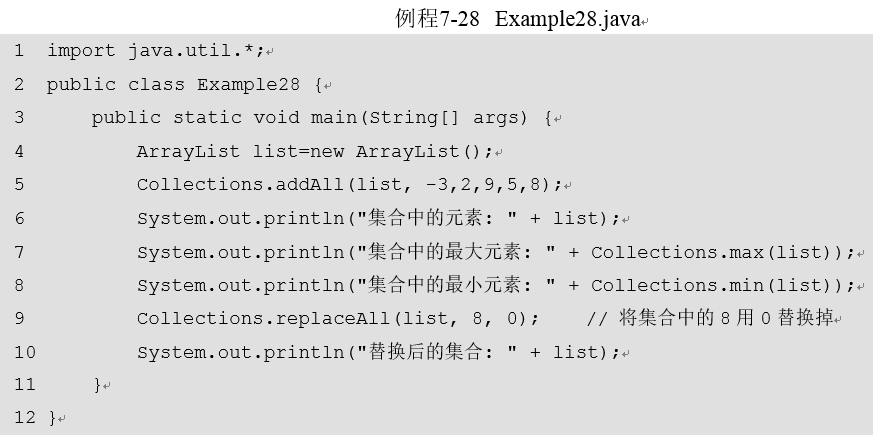 例程7-28 Example28.java
1 import java.util.*;
2 public class Example28 {
3 public static void main(String[] args) {
4 ArrayList list=new ArrayList();
5 Collections.addAll(list, -3,2,9,5,8);
6 System.out.println("集合中的元素: " + list);
7 System.out.println("集合中的最大元素: " + Collections.max(list));
8 System.out.println("集合中的最小元素: " + Collections.min(list));
9 Collections.replaceAll(list, 8, 0); // 将集合中的 8 用 0 替换掉
10 System.out.println("替换后的集合: " + list);
11 }
12 }